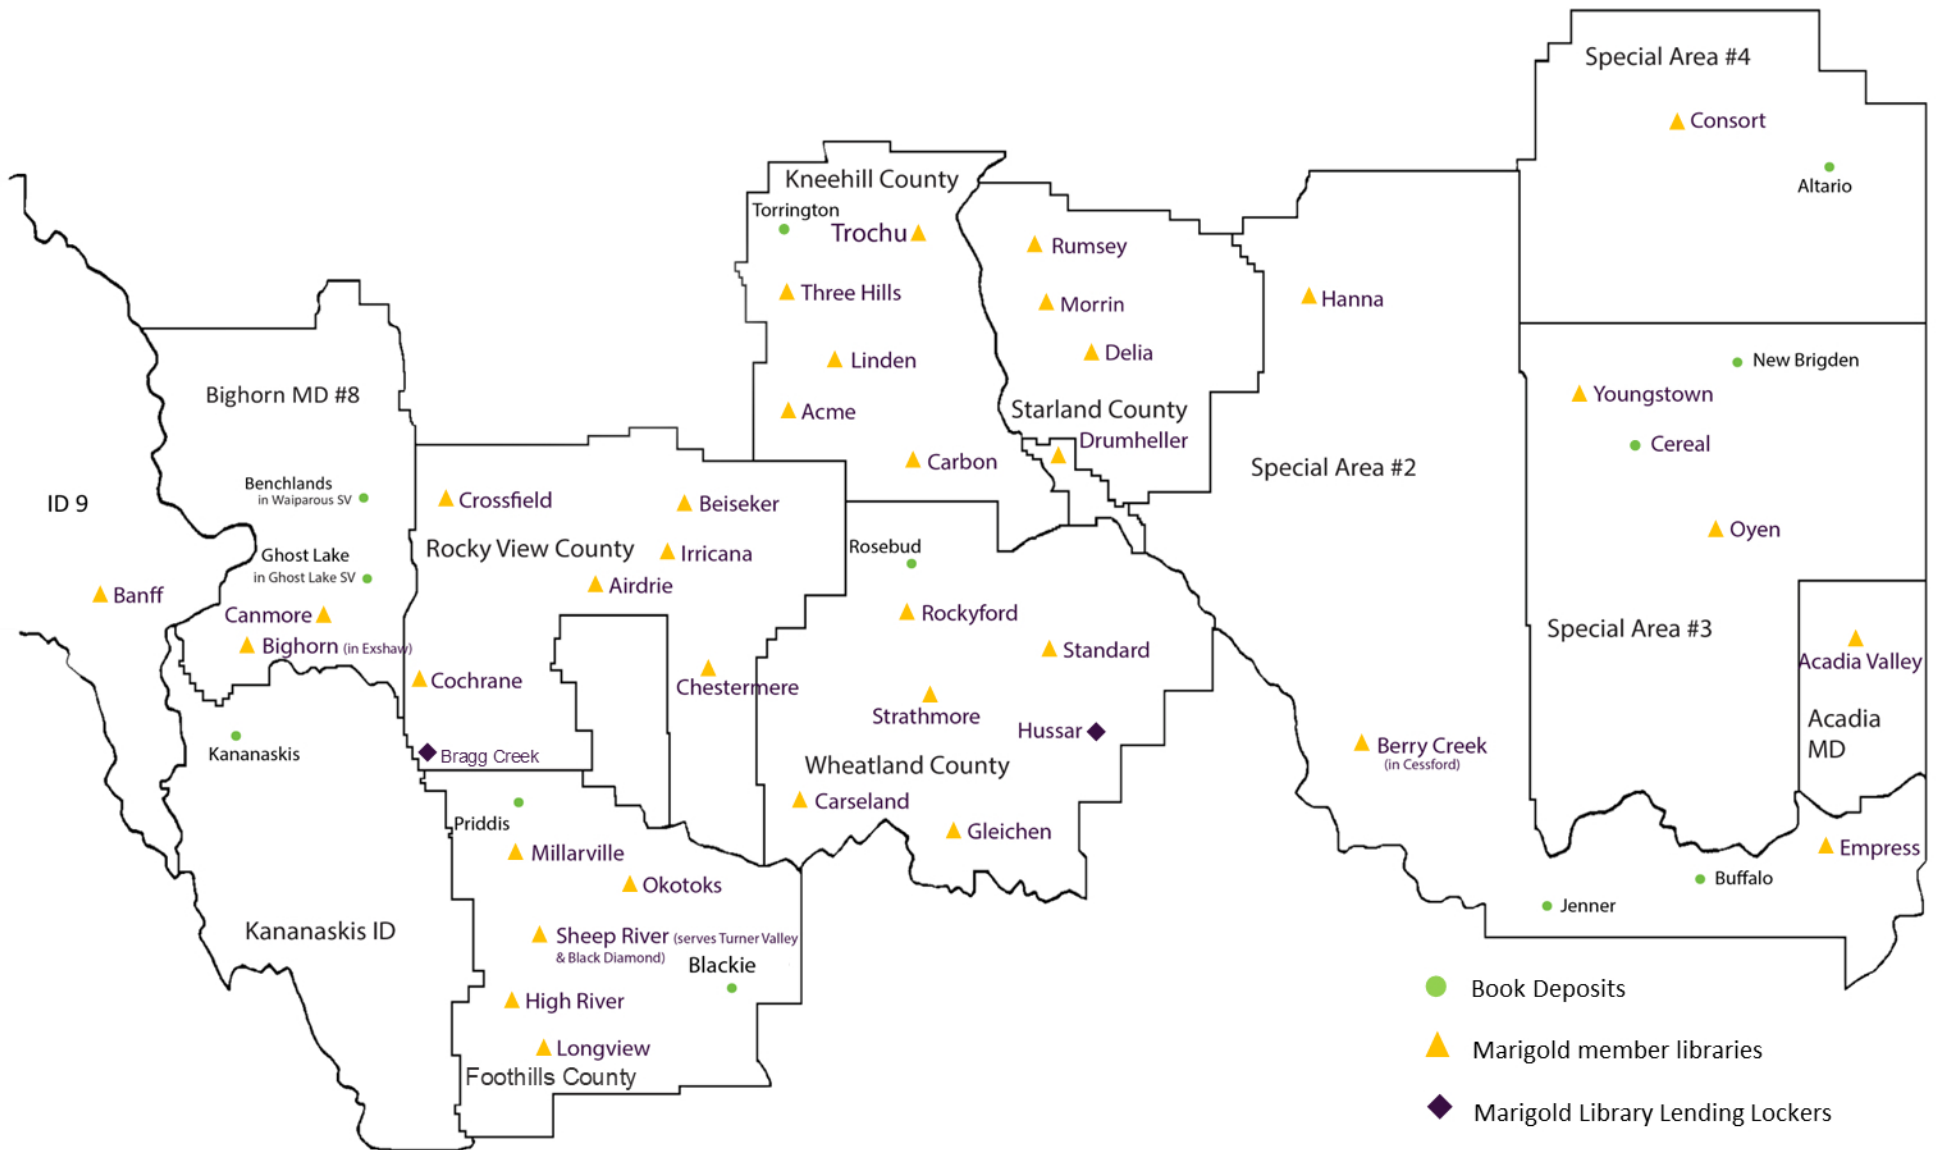 Special Area #4
Consort
Altario
Kneehill County
Torrington
Trochu
Rumsey
Three Hills
Morrin
Hanna
Linden
Delia
New Brigden
Youngstown
Bighorn MD #8
Acme
Starland County
Drumheller
Cereal
Carbon
Special Area #2
Benchlands
in Waiparous SV
ID 9
Crossfield
Beiseker
Oyen
Rocky View County
Irricana
Rosebud
Ghost Lake
in Ghost Lake SV
Airdrie
Banff
Canmore
Rockyford
Special Area #3
Bighorn (in Exshaw)
Standard
Acadia Valley
Cochrane
Chestermere
Strathmore
Hussar
Acadia
MD
Kananaskis
Bragg Creek
Berry Creek
(in Cessford)
Wheatland County
Carseland
Priddis
Gleichen
Millarville
Empress
Okotoks
Buffalo
Jenner
Kananaskis ID
Sheep River (serves Turner Valley
& Black Diamond)
Blackie
High River
Longview
Foothills County
Book Deposits
Marigold member libraries
Marigold Library Lending Lockers